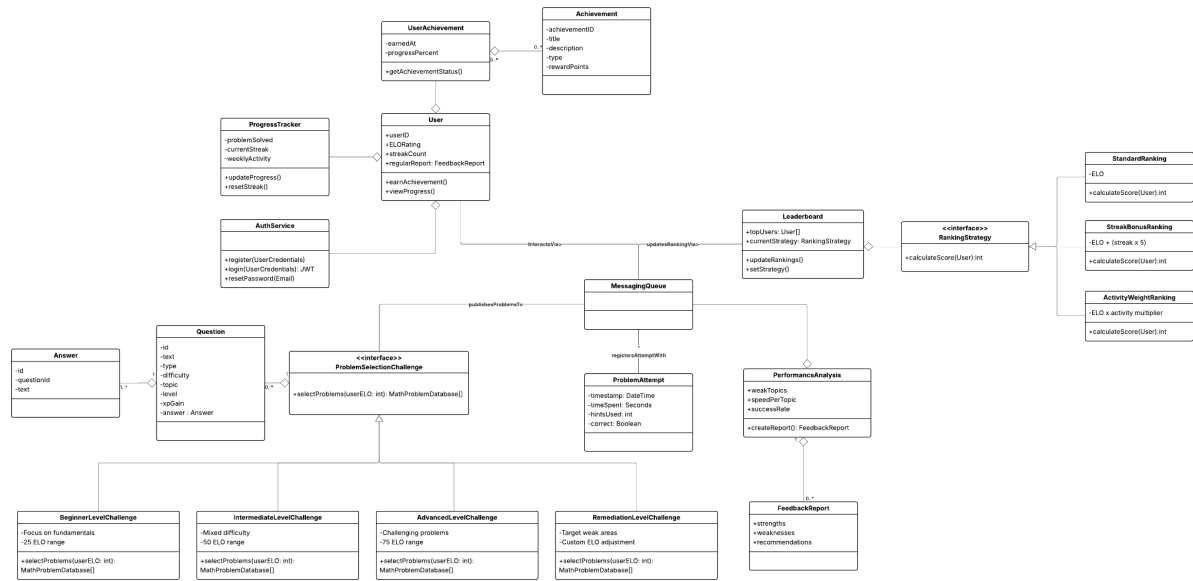 Achievement
-achievementID
-title
-description
-type
-rewardPoints
UserAchievement
-earnedAt
-progressPercent
+getAchievementStatus()
0..*
0..*
ProgressTracker
-problemSolved
-currentStreak
-weeklyActivity
+updateProgress()
+resetStreak()
User
+userID
+ELORating
+streakCount
+regularReport: FeedbackReport
+earnAchievement()
+viewProgress()
AuthService
+register(UserCredentials)
+login(UserCredentials): JWT
+resetPassword(Email)
InteractsVia>
updatesRankingVia>
Leaderboard
+topUsers: User[]
+currentStrategy: RankingStrategy
+updateRankings()
+setStrategy()
<<interface>>
RankingStrategy
+calculateScore(User):int
StandardRanking
-ELO
+calculateScore(User):int
StreakBonusRanking
-ELO + (streak x 5)
+calculateScore(User):int
ActivityWeightRanking
-ELO x activity multiplier
+calculateScore(User):int
MessagingQueue
publishesProblemsTo
*
registersAttemptWith
Answer
-id
-questionId
-text
1..*
1
Question
-id
-text
-type
-difficulty
-topic
-level
-xpGain
-answer : Answer
0..*
1
<<interface>>
ProblemSelectionChallenge
+selectProblems(userELO: int): MathProblemDatabase[]
ProblemAttempt
-timestamp: DateTime
-timeSpent: Seconds
-hintsUsed: int
-correct: Boolean
PerformanceAnalysis
+weakTopics
+speedPerTopic
+successRate
+createReport(): FeedbackReport
1
0..*
FeedbackReport
+strengths
+weaknesses
+recommendations
BeginnerLevelChallenge
-Focus on fundamentals
-25 ELO range
+selectProblems(userELO: int):
MathProblemDatabase[]
IntermediateLevelChallenge
-Mixed difficulty
-50 ELO range
+selectProblems(userELO: int):
MathProblemDatabase[]
AdvancedLevelChallenge
-Challenging problems
-75 ELO range
+selectProblems(userELO: int):
MathProblemDatabase[]
RemediationLevelChallenge
-Target weak areas
-Custom ELO adjustment
+selectProblems(userELO: int):
MathProblemDatabase[]